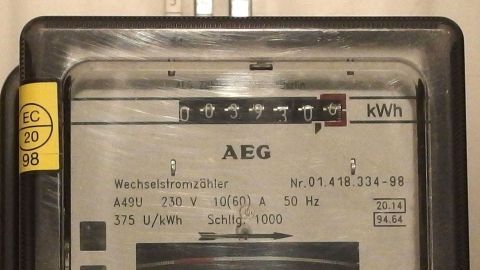 AEG
003930
kWh
EC
20
98
AEG
Wechselstromzähler Nr.01.418.334-98
A49U 230 V 10(60) A 50 Hz
20.14
375 U/kWh Schltg. 1000
94.64